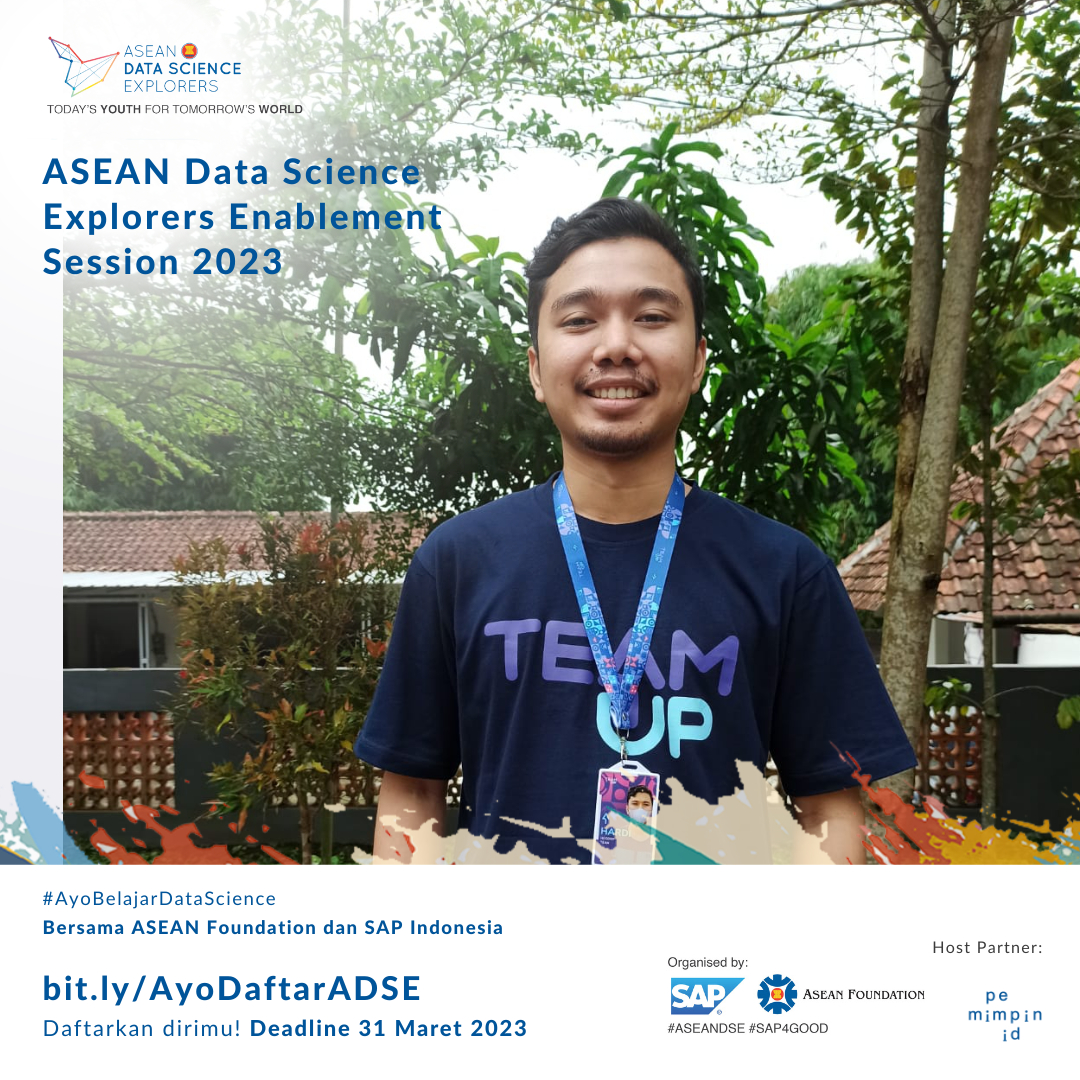 ASEAN
DATA SCIENCE
EXPLORERS
TODAY'S YOUTH FOR TOMORROW'S WORLD
ASEAN Data Science
Explorers Enablement
Session 2023
TEAM
UP
HARDI
#AyoBelajarDataScience
Bersama ASEAN Foundation dan SAP Indonesia
bit.ly/AyoDaftarADSE
Daftarkan dirimu! Deadline 31 Maret 2023
Organised by:
SAP®
ASEAN FOUNDATION
#ASEANDSE #SAP4GOOD
Host Partner:
pe
mimpin
id